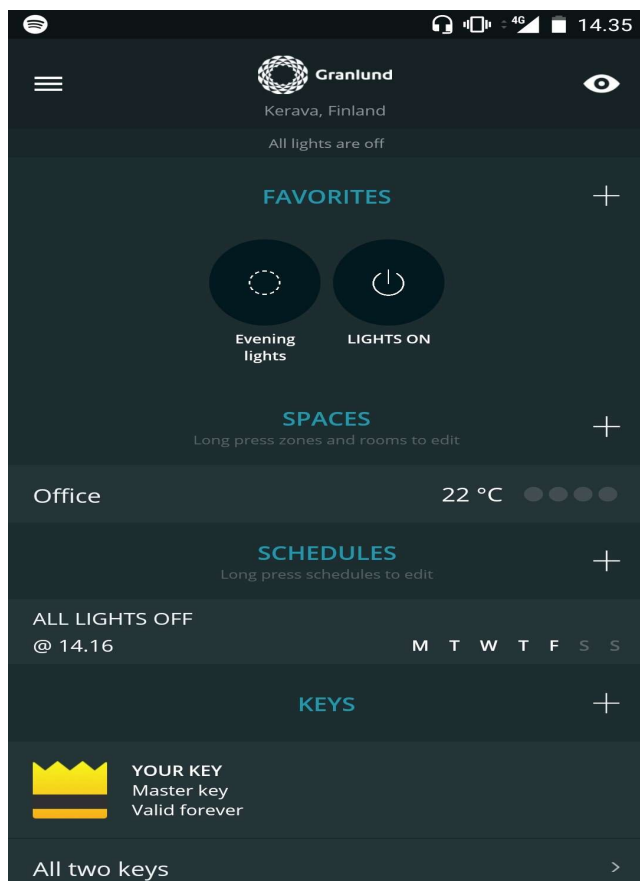 4G 14.35
Granlund
Kerava, Finland
All lights are off
FAVORITES
Evening
lights
LIGHTS ON
SPACES
Long press zones and rooms to edit
Office 22 °C
SCHEDULES
Long press schedules to edit
ALL LIGHTS OFF
@ 14.16 M T W T F S S
KEYS
YOUR KEY
Master key
Valid forever
All two keys